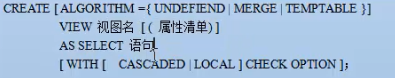 CREATE [ ALGORITHM ={ UNDEFIEND | MERGE | TEMPTABLE }]
VIEW 视图名 [ ( 属性清单) ]
AS SELECT 语句
[ WITH [ CASCADED | LOCAL ] CHECK OPTION ];